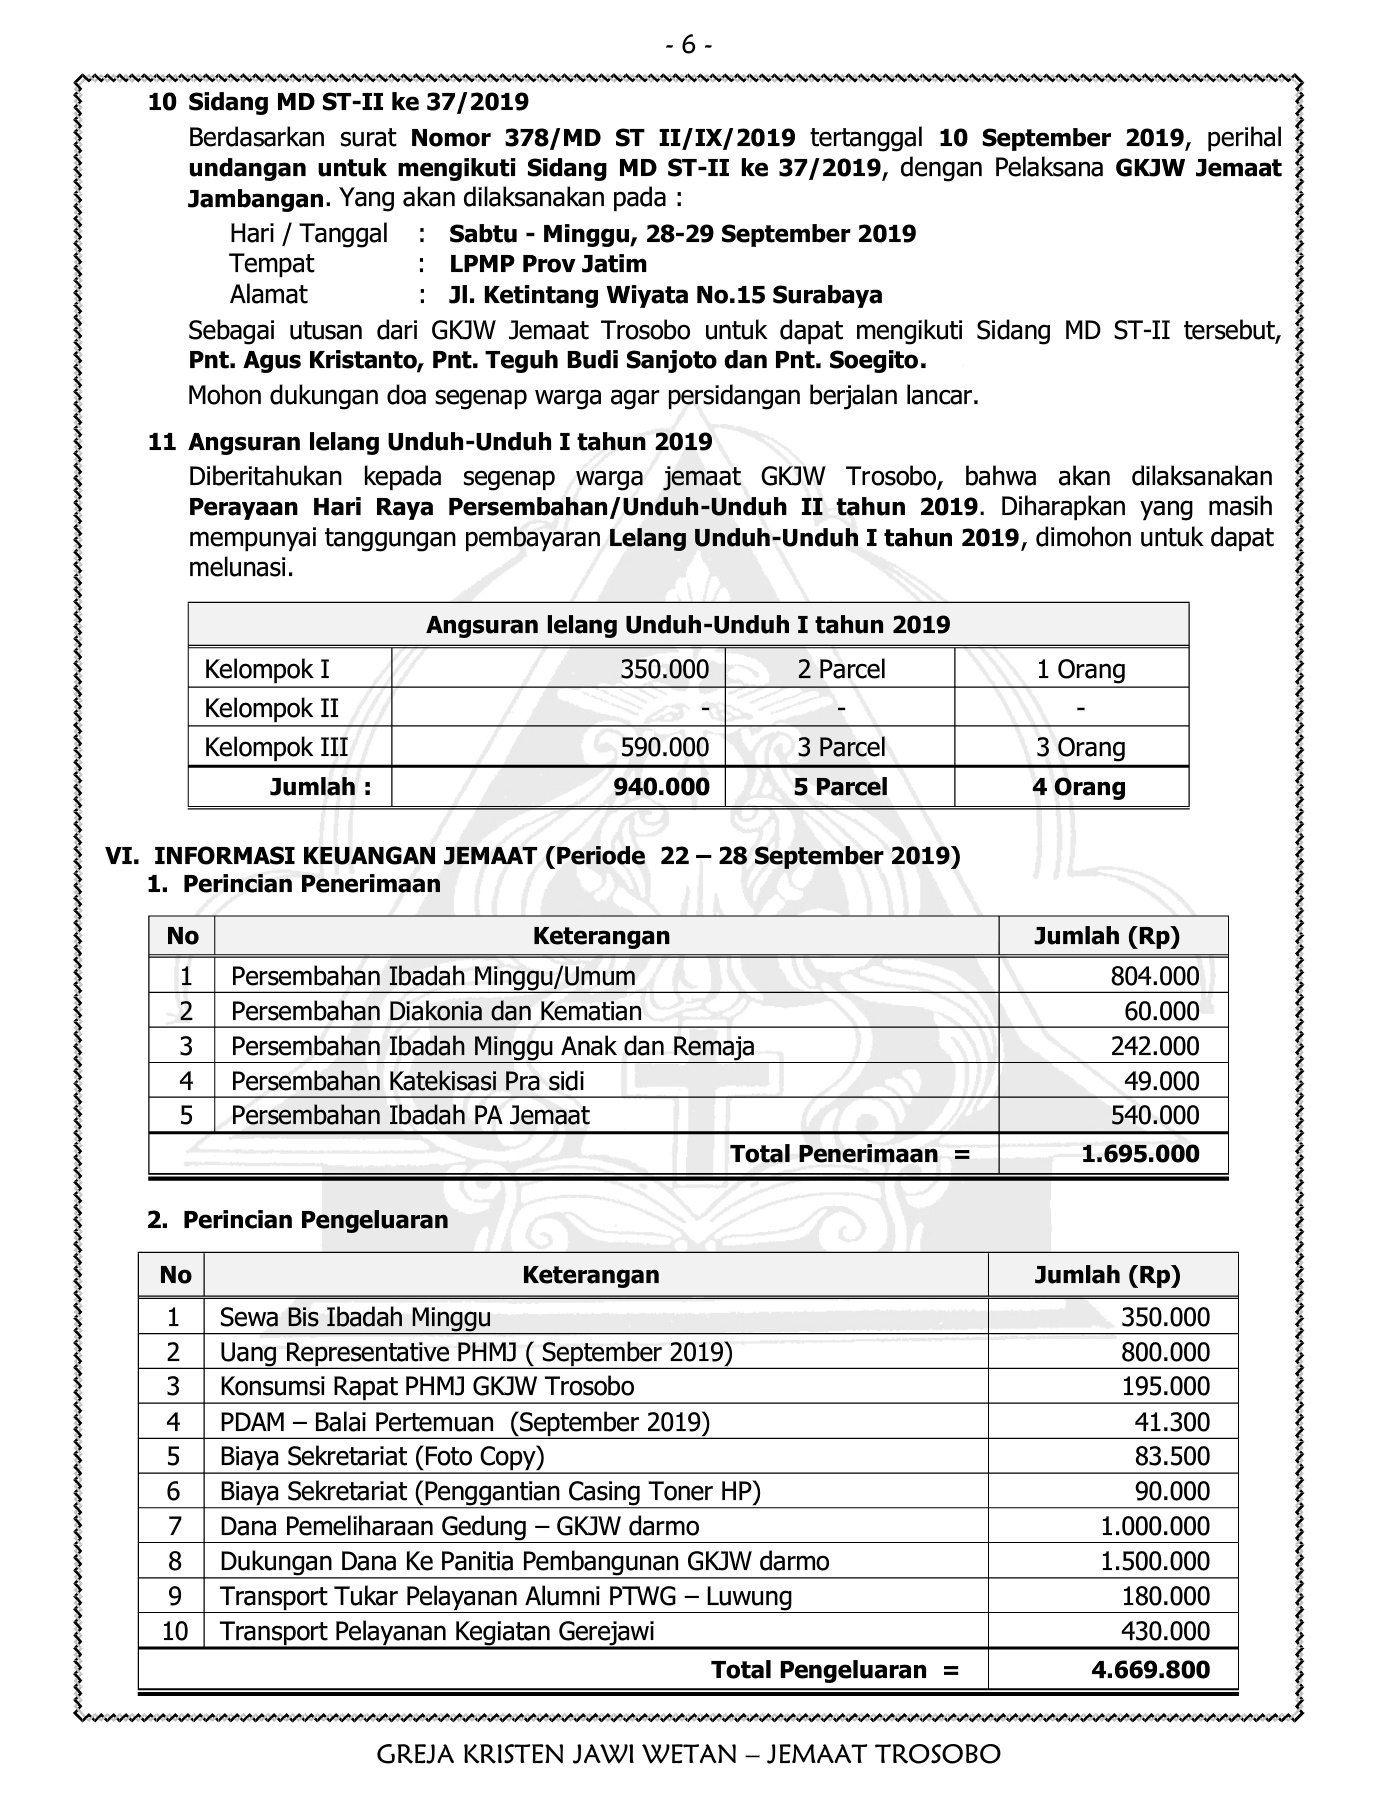 - 6 -
10 Sidang MD ST-II ke 37/2019
Berdasarkan surat Nomor 378/MD ST II/IX/2019 tertanggal 10 September 2019, perihal
undangan untuk mengikuti Sidang MD ST-II ke 37/2019, dengan Pelaksana GKJW Jemaat
Jambangan. Yang akan dilaksanakan pada :
Hari / Tanggal : Sabtu - Minggu, 28-29 September 2019
Tempat : LPMP Prov Jatim
Alamat : Jl. Ketintang Wiyata No.15 Surabaya
Sebagai utusan dari GKJW Jemaat Trosobo untuk dapat mengikuti Sidang MD ST-II tersebut,
Pnt. Agus Kristanto, Pnt. Teguh Budi Sanjoto dan Pnt. Soegito.
Mohon dukungan doa segenap warga agar persidangan berjalan lancar.
11 Angsuran lelang Unduh-Unduh I tahun 2019
Diberitahukan kepada segenap warga jemaat GKJW Trosobo, bahwa akan dilaksanakan
Perayaan Hari Raya Persembahan/Unduh-Unduh II tahun 2019. Diharapkan yang masih
mempunyai tanggungan pembayaran Lelang Unduh-Unduh I tahun 2019, dimohon untuk dapat
melunasi.
Angsuran lelang Unduh-Unduh I tahun 2019
Kelompok I 350.000 2 Parcel 1 Orang
Kelompok II - - -
Kelompok III 590.000 3 Parcel 3 Orang
Jumlah : 940.000 5 Parcel 4 Orang
VI. INFORMASI KEUANGAN JEMAAT (Periode 22 – 28 September 2019)
1. Perincian Penerimaan
No Keterangan Jumlah (Rp)
1 Persembahan Ibadah Minggu/Umum 804.000
2 Persembahan Diakonia dan Kematian 60.000
3 Persembahan Ibadah Minggu Anak dan Remaja 242.000
4 Persembahan Katekisasi Pra sidi 49.000
5 Persembahan Ibadah PA Jemaat 540.000
Total Penerimaan = 1.695.000
2. Perincian Pengeluaran
No Keterangan Jumlah (Rp)
1 Sewa Bis Ibadah Minggu 350.000
2 Uang Representative PHMJ ( September 2019) 800.000
3 Konsumsi Rapat PHMJ GKJW Trosobo 195.000
4 PDAM – Balai Pertemuan (September 2019) 41.300
5 Biaya Sekretariat (Foto Copy) 83.500
6 Biaya Sekretariat (Penggantian Casing Toner HP) 90.000
7 Dana Pemeliharaan Gedung – GKJW darmo 1.000.000
8 Dukungan Dana Ke Panitia Pembangunan GKJW darmo 1.500.000
9 Transport Tukar Pelayanan Alumni PTWG – Luwung 180.000
10 Transport Pelayanan Kegiatan Gerejawi 430.000
Total Pengeluaran = 4.669.800
GREJA KRISTEN JAWI WETAN – JEMAAT TROSOBO